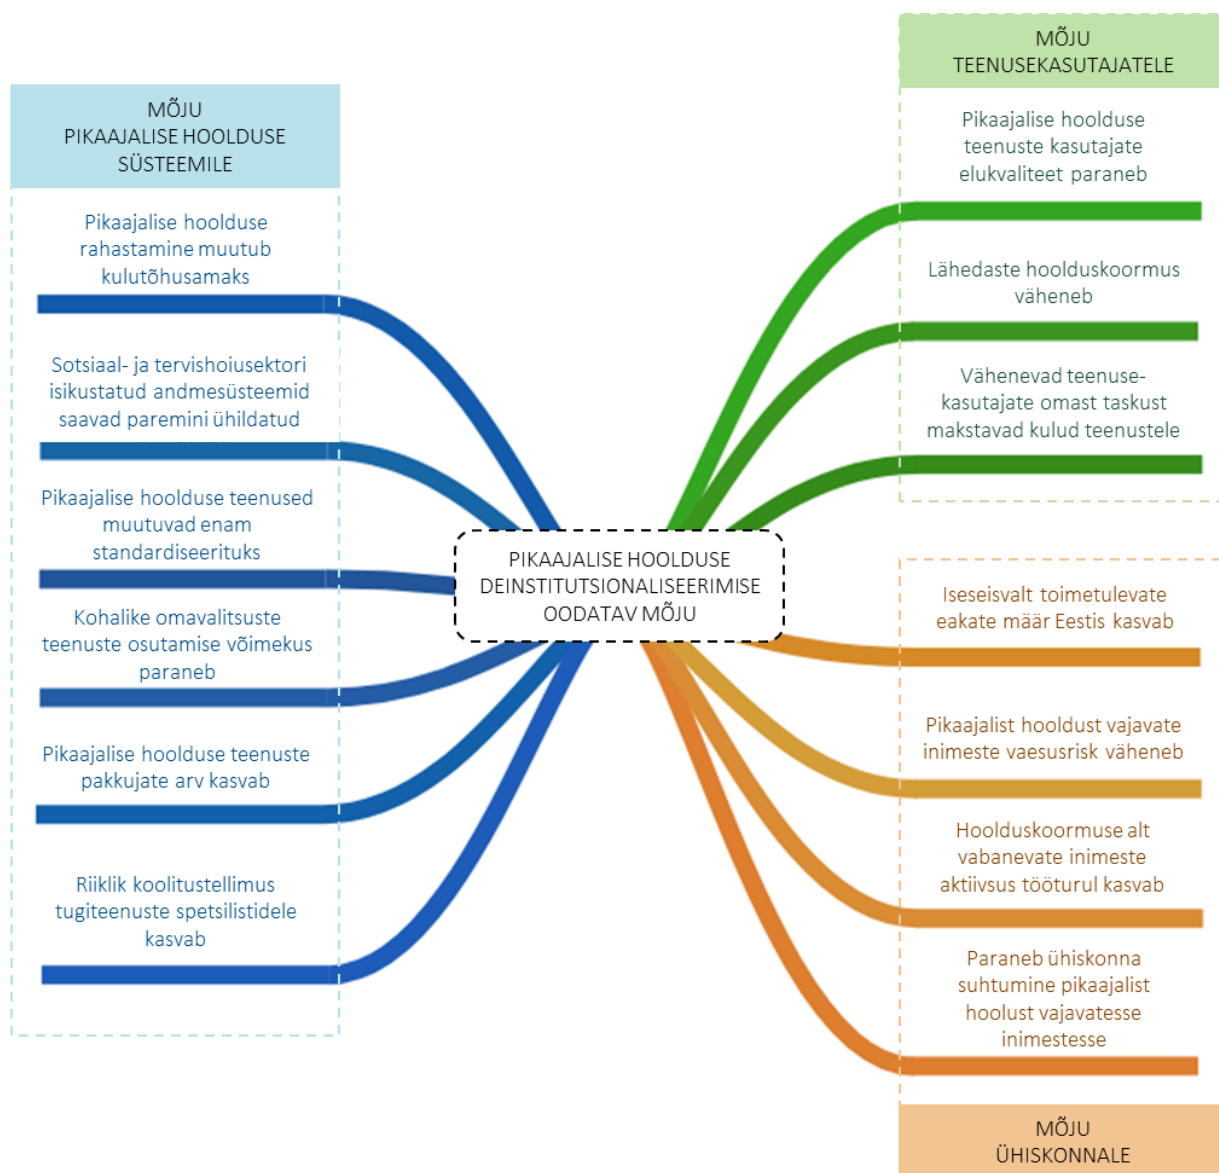 MÕJU
PIKAAJALISE HOOLDUSE
SÜSTEEMILE
Pikaajalise hoolduse
rahastamine muutub
kulutõhusamaks
Sotsiaal- ja tervishoiusektori
isikustatud andmesüsteemid
saavad paremini ühildatud
Pikaajalise hoolduse teenused
muutuvad enam
standardiseerituks
Kohalike omavalitsuste
teenuste osutamise võimekus
paraneb
Pikaajalise hoolduse teenuste
pakkujate arv kasvab
Riiklik koolitustellimus
tugiteenuste spetsilistidele
kasvab
PIKAAJALISE HOOLDUSE
DEINSTITUTSIONALISEERIMISE
OODATAV MÕJU
MÕJU
TEENUSEKASUTAJATELE
Pikaajalise hoolduse
teenuste kasutajate
elukvaliteet paraneb
Lähedaste hoolduskoormus
väheneb
Vähenevad teenuse-
kasutajate omast taskust
makstavad kulud teenustele
Iseseisvalt toimetulevate
eakate määr Eestis kasvab
Pikaajalist hooldust vajavate
inimeste vaesusrisk väheneb
Hoolduskoormuse alt
vabanevate inimeste
aktiivsus tööturul kasvab
Paraneb ühiskonna
suhtumine pikaajalist
hoolust vajavatesse
inimestesse
MÕJU
ÜHISKONNALE